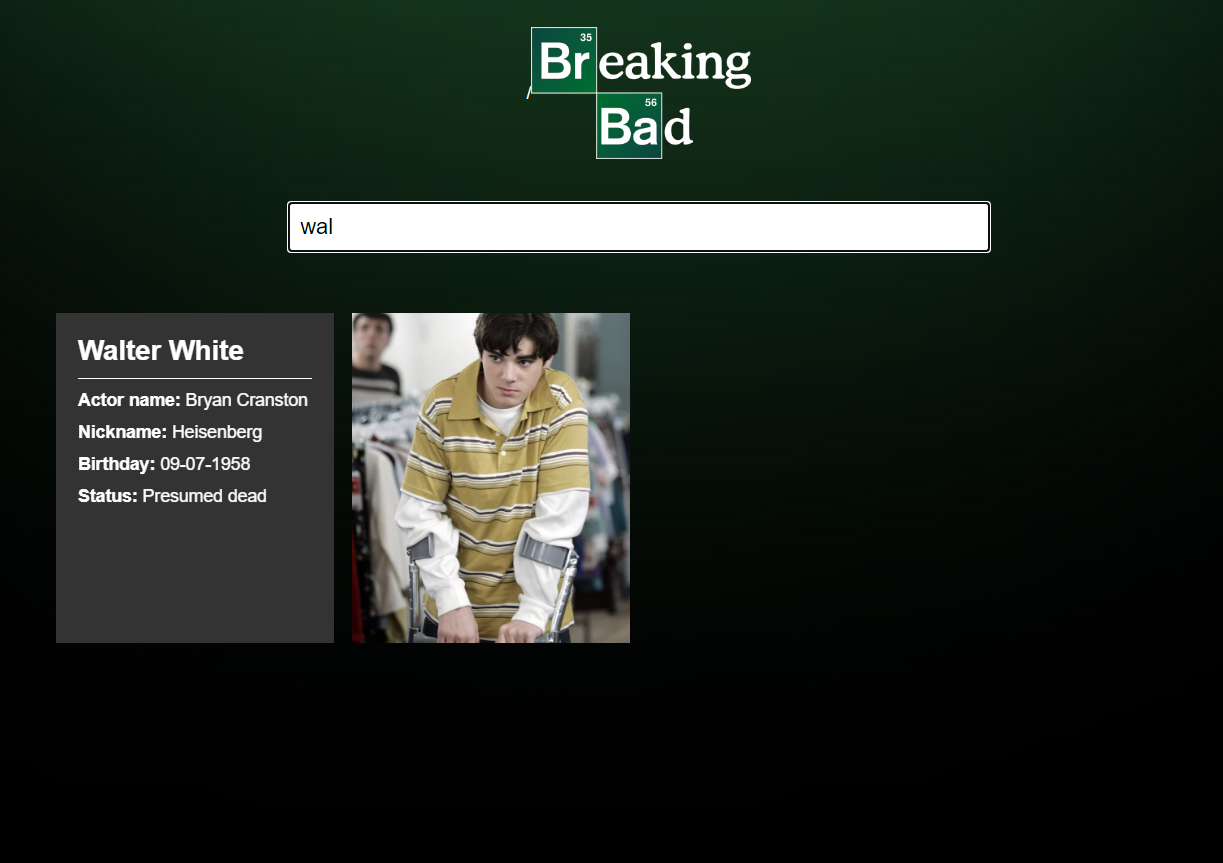 35
Breaking
/
56
Bad
wal
Walter White
Actor name: Bryan Cranston
Nickname: Heisenberg
Birthday: 09-07-1958
Status: Presumed dead